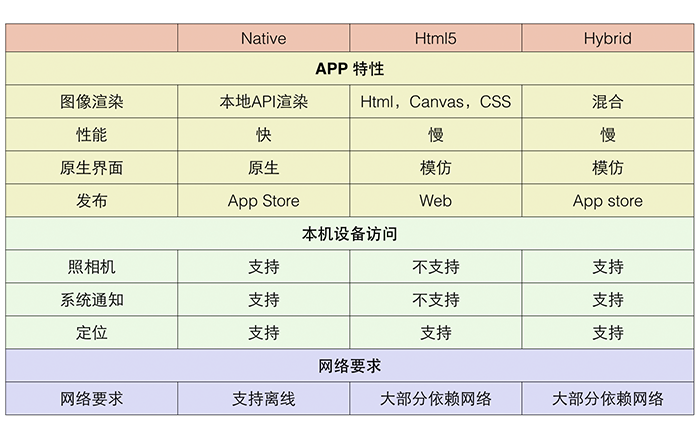 Native Html5 Hybrid
APP 特性
图像渲染 本地API渲染 Html，Canvas，CSS 混合
性能 快 慢 慢
原生界面 原生 模仿 模仿
发布 App Store Web App store
本机设备访问
照相机 支持 不支持 支持
系统通知 支持 不支持 支持
定位 支持 支持 支持
网络要求
网络要求 支持离线 大部分依赖网络 大部分依赖网络